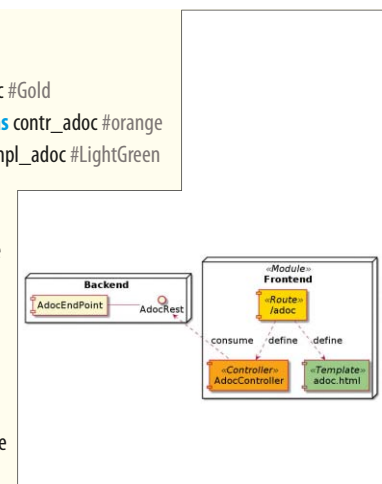 #Gold
contr_adoc #orange
#LightGreen
Backend
AdocEndPoint
AdocRest
«Module»
Frontend
«Route»
/adoc
consume
define
define
«Controller»
AdocController
«Template»
adoc.html